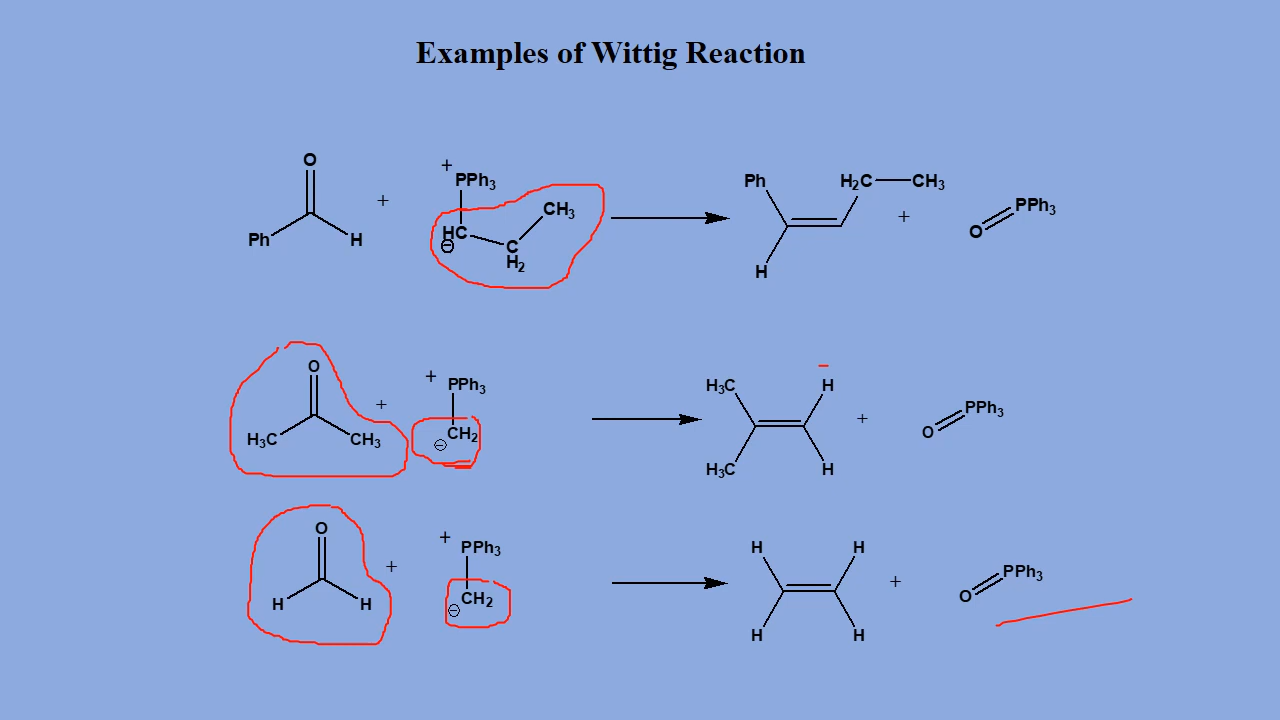 Examples of Wittig Reaction
O
Ph H
+
+
PPh3
HC
⊖
CH3
C
H2
Ph H2C CH3
H
+
O PPh3
O
H3C CH3
+
+
PPh3
⊖ CH2
H3C H
H3C H
+
O PPh3
O
H H
+
+
PPh3
⊖ CH2
H H
H H
+
O PPh3